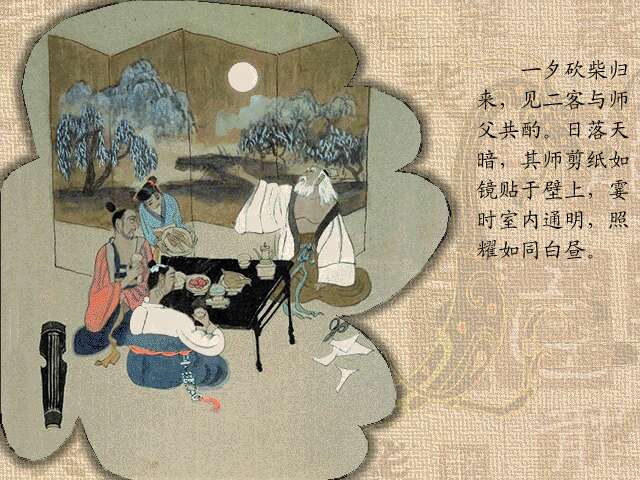 一夕砍柴归
来，见二客与师
父共酌。日落天
暗，其师剪纸如
镜贴于壁上，霎
时室内通明，照
耀如同白昼。